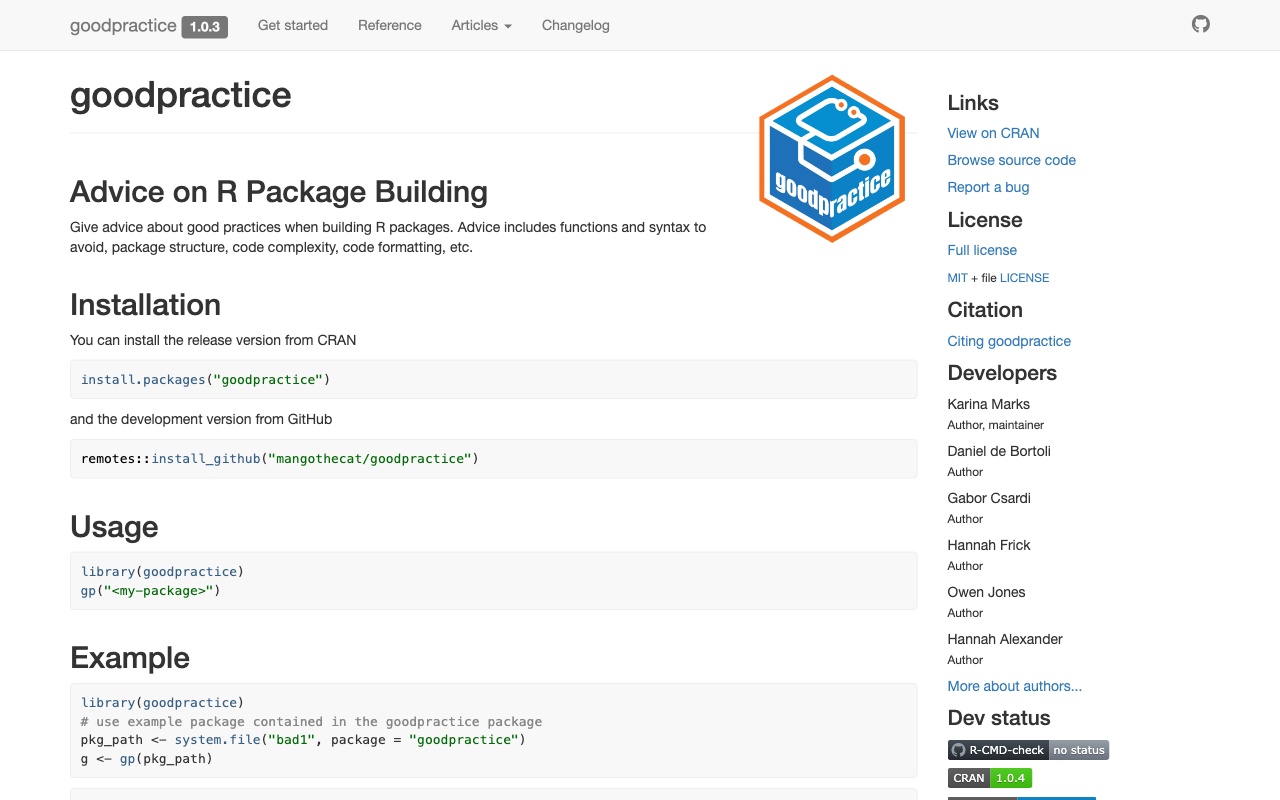 goodpractice 1.0.3 Get started Reference Articles Changelog
goodpractice
goodpractice
Advice on R Package Building
Give advice about good practices when building R packages. Advice includes functions and syntax to
avoid, package structure, code complexity, code formatting, etc.
Installation
You can install the release version from CRAN
install.packages("goodpractice")
and the development version from GitHub
remotes::install_github("mangothecat/goodpractice")
Usage
library(goodpractice)
gp("<my-package>")
Example
library(goodpractice)
# use example package contained in the goodpractice package
pkg_path <- system.file("bad1", package = "goodpractice")
g <- gp(pkg_path)
Links
View on CRAN
Browse source code
Report a bug
License
Full license
MIT + file LICENSE
Citation
Citing goodpractice
Developers
Karina Marks
Author, maintainer
Daniel de Bortoli
Author
Gabor Csardi
Author
Hannah Frick
Author
Owen Jones
Author
Hannah Alexander
Author
More about authors...
Dev status
R-CMD-check no status
CRAN 1.0.4